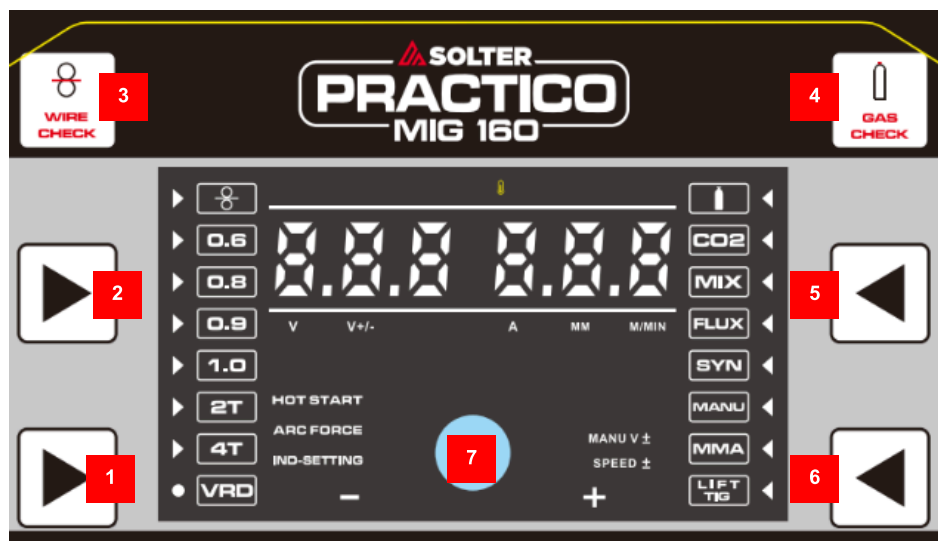 SOLTER
PRACTICO
MIG 160
3
WIRE
CHECK
4
GAS
CHECK
0.6
0.8
0.9
1.0
2T
4T
VRD
2
1
8.8.8 8.8.8
V V+/- A MM M/MIN
HOT START
ARC FORCE
IND-SETTING
7
MANU V ±
SPEED ±
− +
CO2
MIX
FLUX
SYN
MANU
MMA
LIFT
TIG
5
6